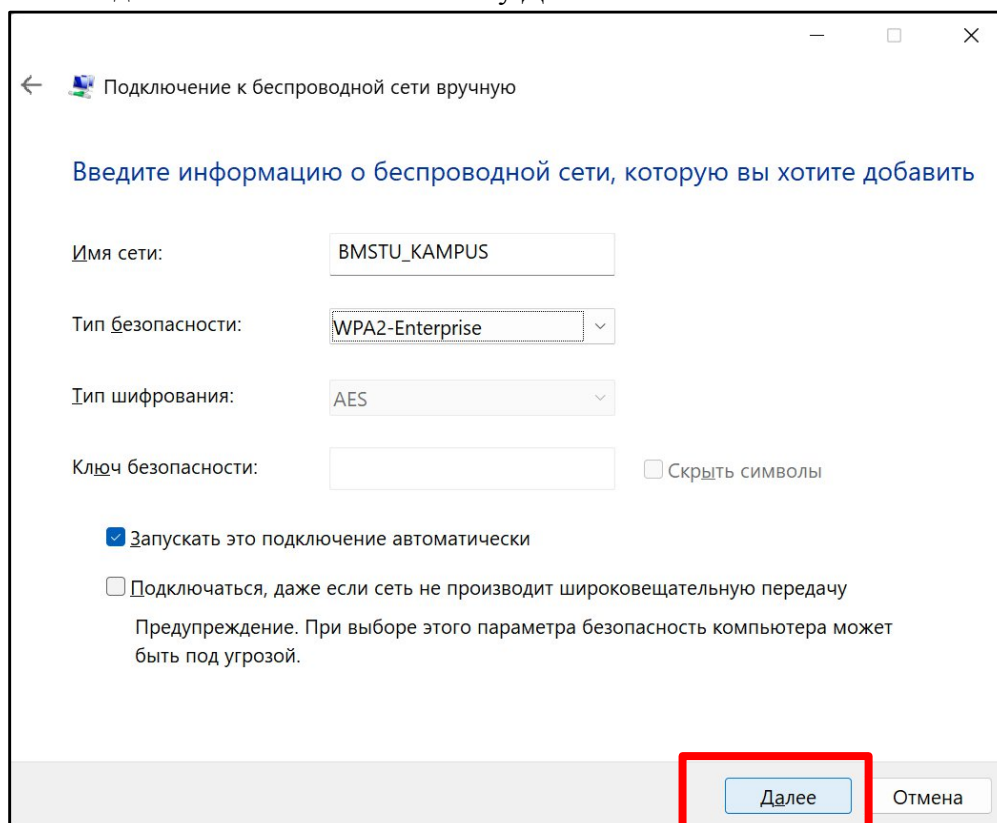 Подключение к беспроводной сети вручную
Введите информацию о беспроводной сети, которую вы хотите добавить
Имя сети:
BMSTU_KAMPUS
Тип безопасности:
WPA2-Enterprise
Тип шифрования:
AES
Ключ безопасности:
Скрыть символы
Запускать это подключение автоматически
Подключаться, даже если сеть не производит широковещательную передачу
Предупреждение. При выборе этого параметра безопасность компьютера может
быть под угрозой.
Далее
Отмена